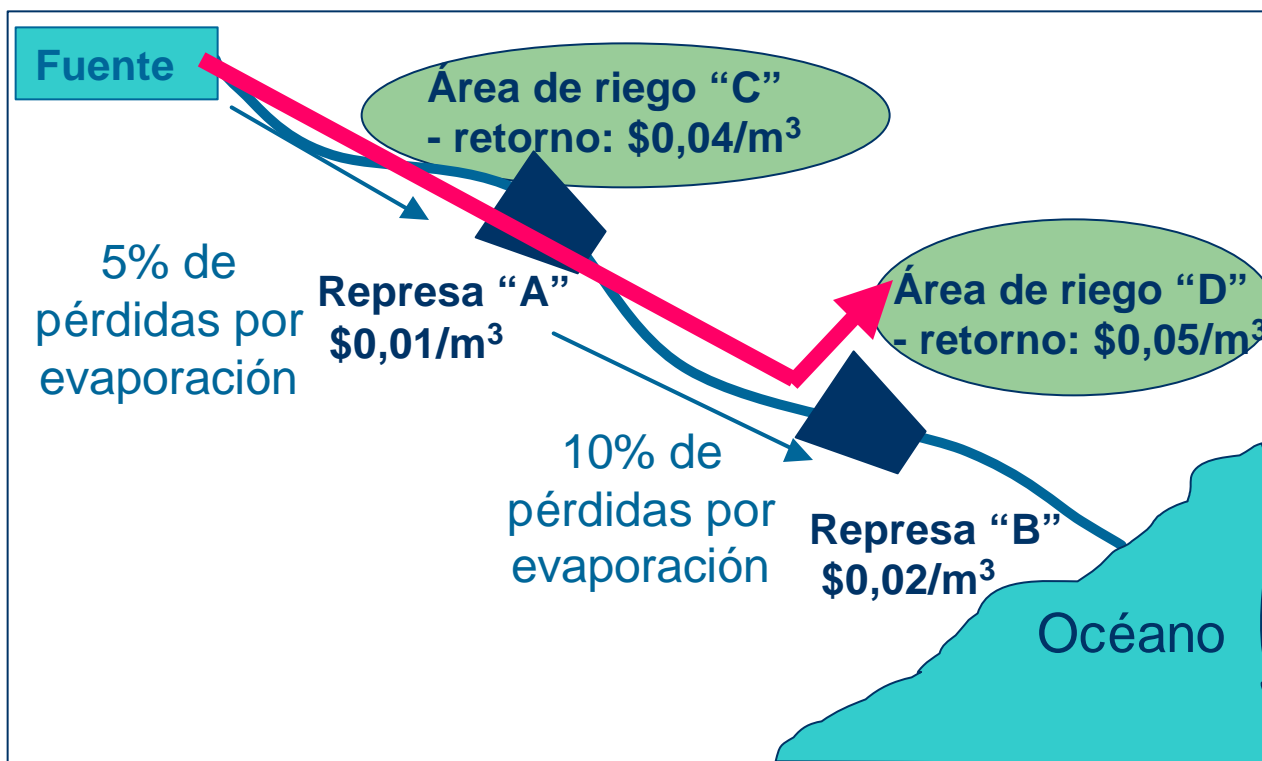 Fuente
Área de riego “C”
- retorno: $0,04/m³
5% de
pérdidas por
evaporación
Represa “A”
$0,01/m³
Área de riego “D”
- retorno: $0,05/m³
10% de
pérdidas por
evaporación
Represa “B”
$0,02/m³
Océano